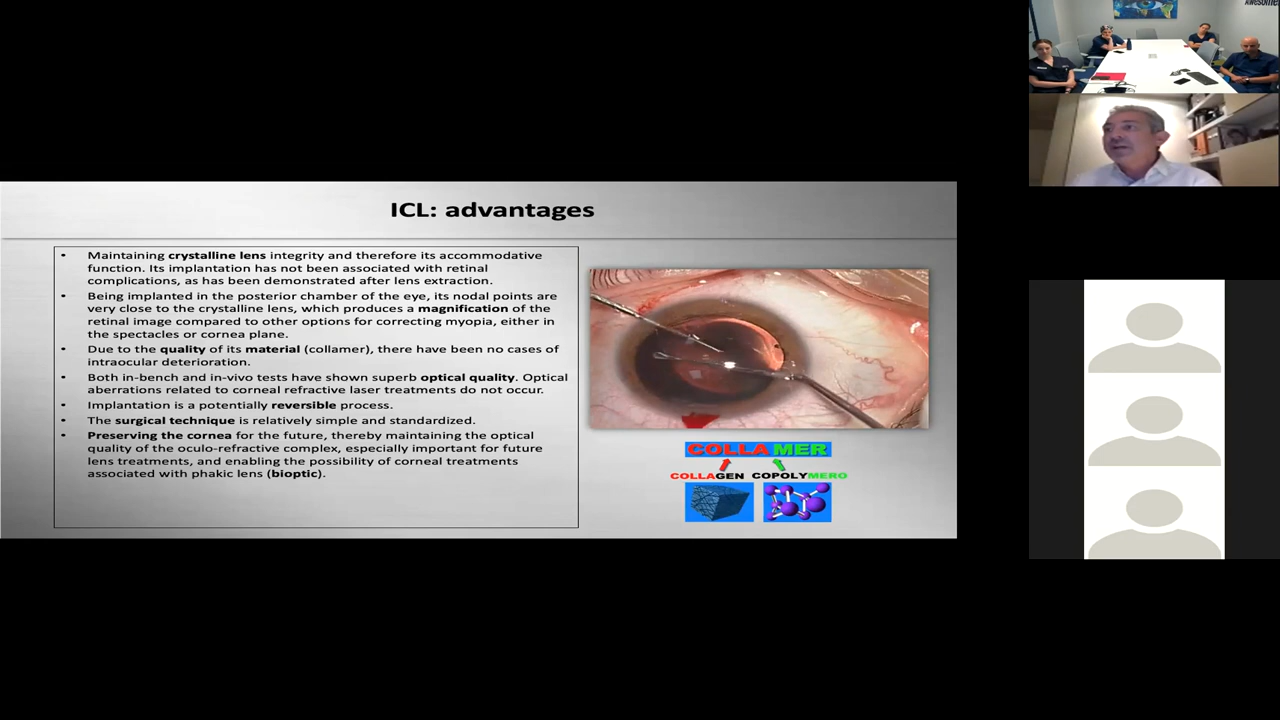 AWesome
ICL: advantages
• Maintaining crystalline lens integrity and therefore its accommodative
function. Its implantation has not been associated with retinal
complications, as has been demonstrated after lens extraction.
• Being implanted in the posterior chamber of the eye, its nodal points are
very close to the crystalline lens, which produces a magnification of the
retinal image compared to other options for correcting myopia, either in
the spectacles or cornea plane.
• Due to the quality of its material (collamer), there have been no cases of
intraocular deterioration.
• Both in-bench and in-vivo tests have shown superb optical quality. Optical
aberrations related to corneal refractive laser treatments do not occur.
• Implantation is a potentially reversible process.
• The surgical technique is relatively simple and standardized.
• Preserving the cornea for the future, thereby maintaining the optical
quality of the oculo-refractive complex, especially important for future
lens treatments, and enabling the possibility of corneal treatments
associated with phakic lens (bioptic).
COLLAMER
COLLAGEN COPOLYMERO